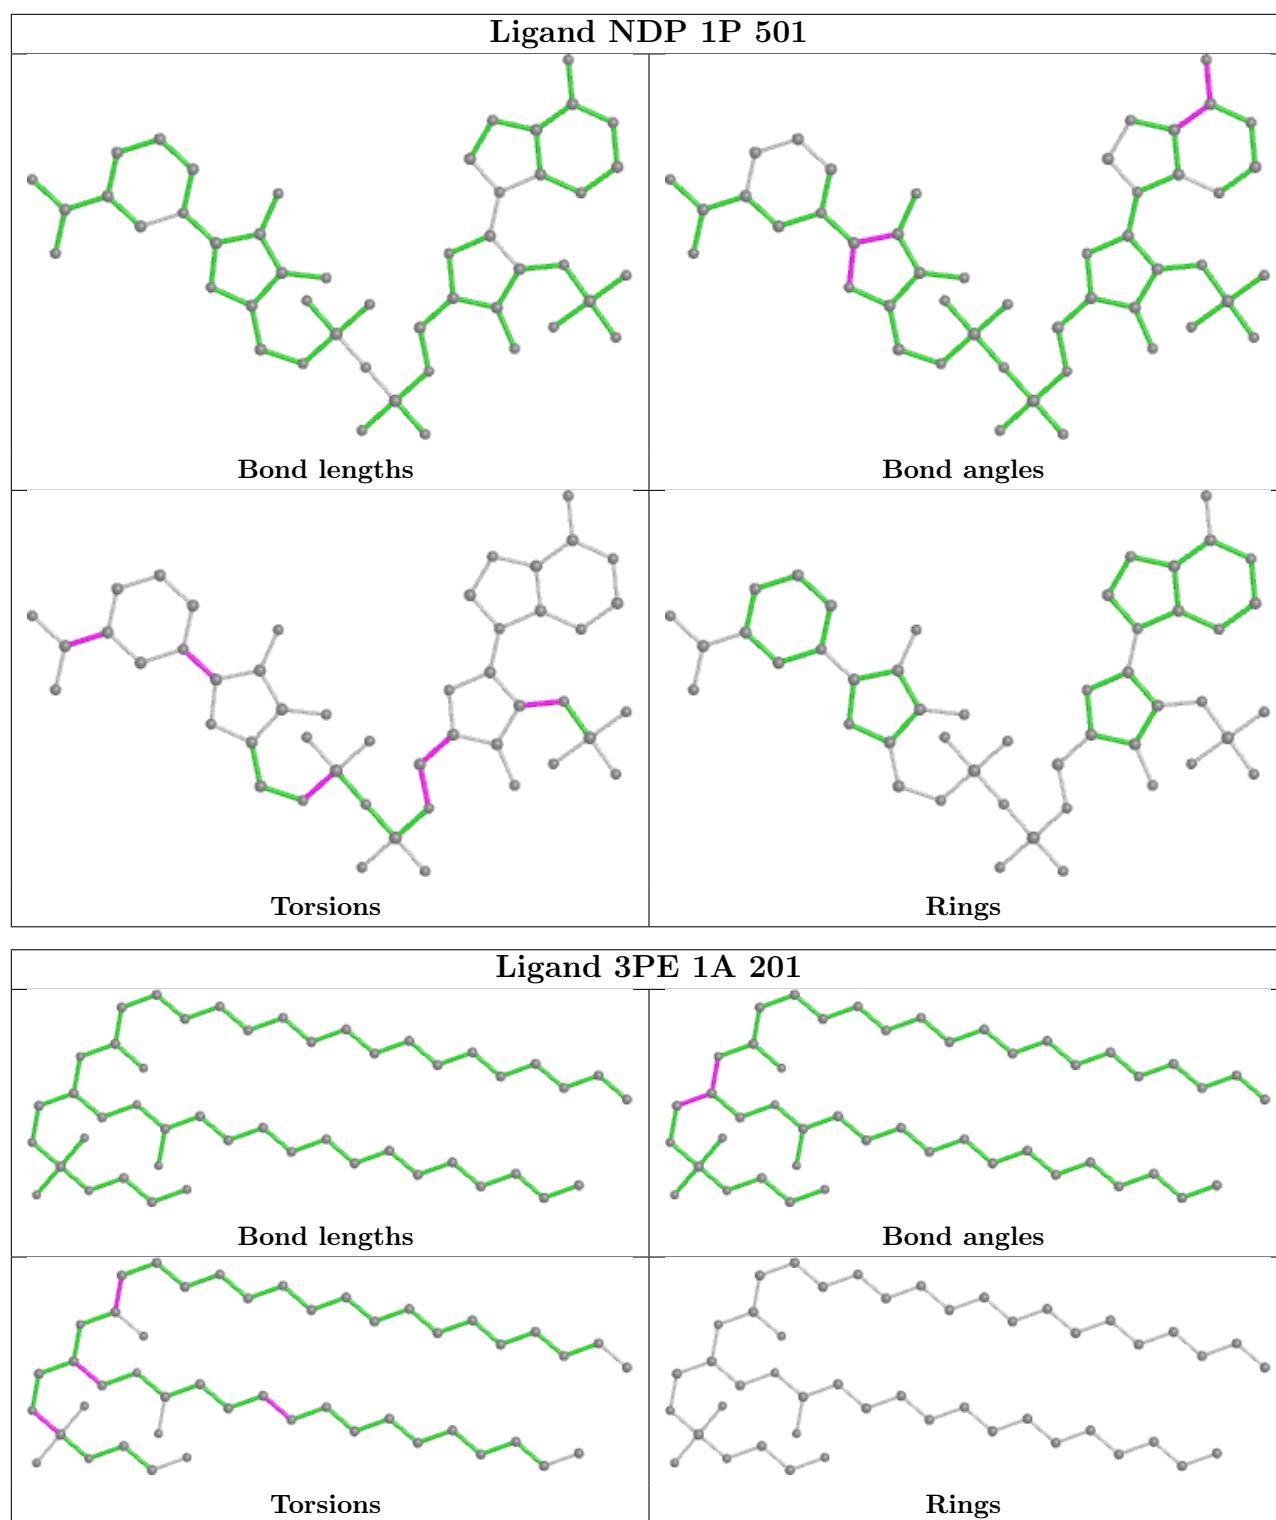 Ligand NDP 1P 501
Bond lengths
Bond angles
Torsions
Rings
Ligand 3PE 1A 201
Bond lengths
Bond angles
Torsions
Rings